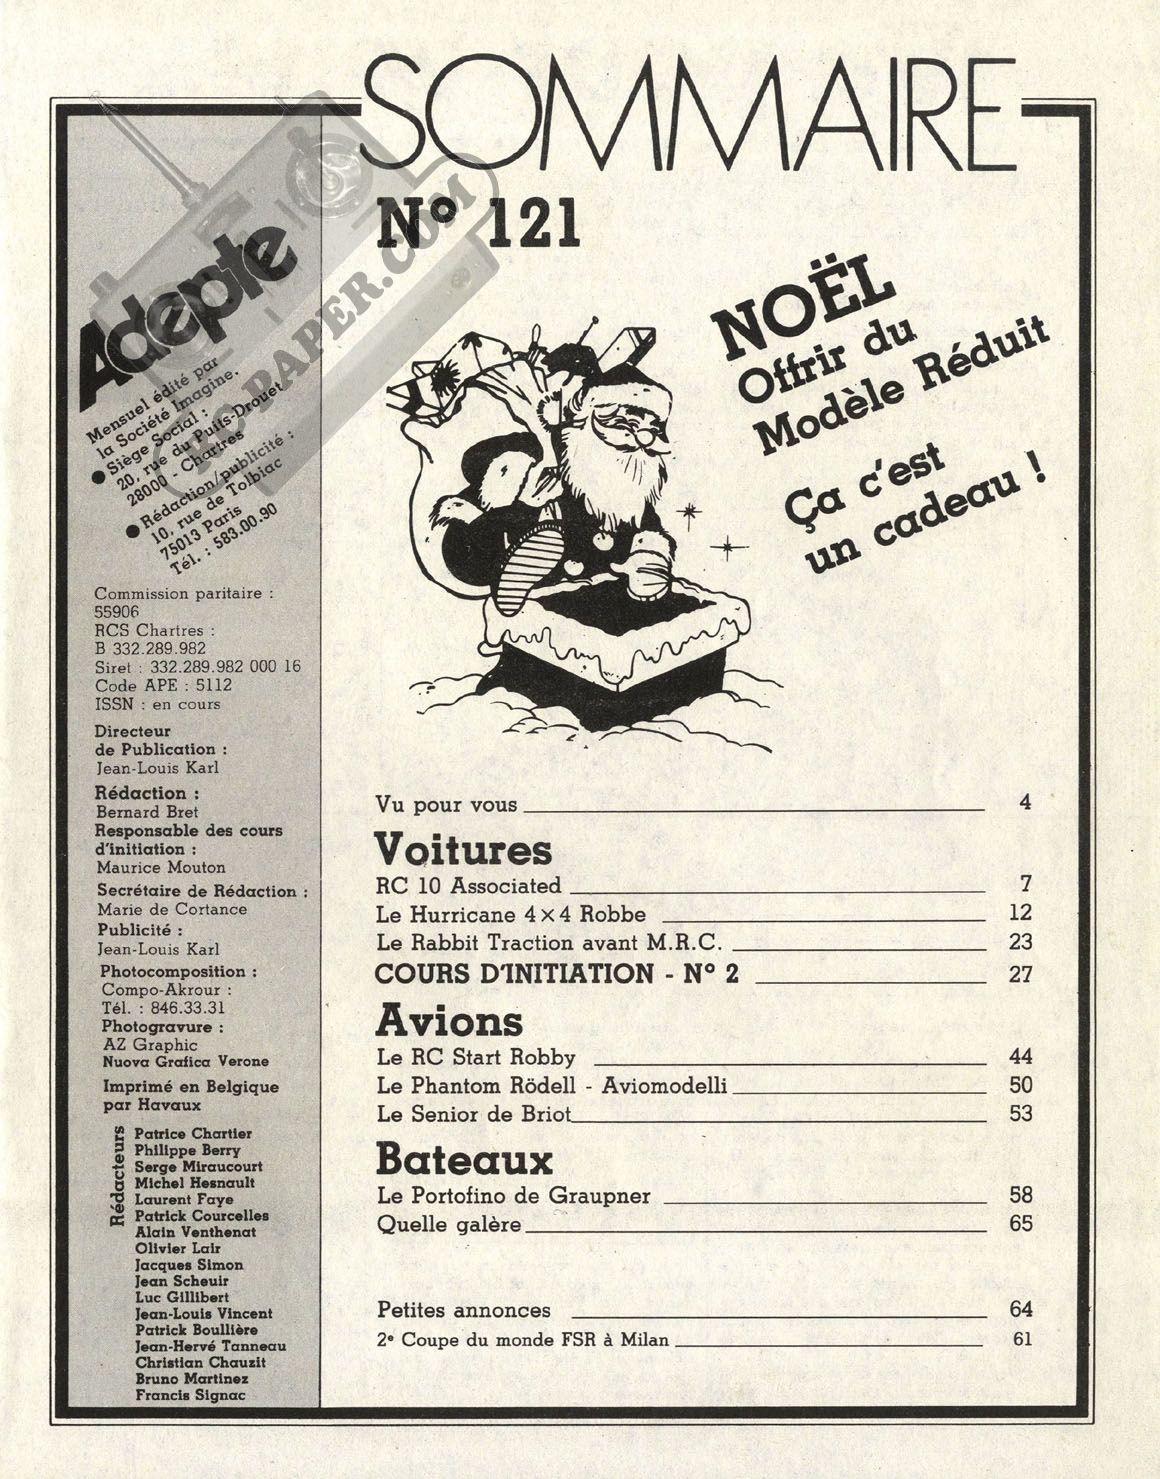 SOMMAIRE
N° 121
NOËL
Offrir du
Modèle Réduit
Ça c'est
un cadeau !
Adepte
RC-PAPER.COM
Mensuel édité par
la Société Imagine.
● Siège Social :
20, rue du Puits-Drouet
28000 - Chartres
● Rédaction/publicité :
10, rue de Tolbiac
75013 Paris
Tél. : 583.00.90
Commission paritaire :
55906
RCS Chartres :
B 332.289.982
Siret : 332.289.982 000 16
Code APE : 5112
ISSN : en cours
Directeur
de Publication :
Jean-Louis Karl
Rédaction :
Bernard Bret
Responsable des cours
d'initiation :
Maurice Mouton
Secrétaire de Rédaction :
Marie de Cortance
Publicité :
Jean-Louis Karl
Photocomposition :
Compo-Akrour :
Tél. : 846.33.31
Photogravure :
AZ Graphic
Nuova Grafica Verone
Imprimé en Belgique
par Havaux
Rédacteurs
Patrice Chartier
Philippe Berry
Serge Miraucourt
Michel Hesnault
Laurent Faye
Patrick Courcelles
Alain Venthenat
Olivier Lair
Jacques Simon
Jean Scheuir
Luc Gillibert
Jean-Louis Vincent
Patrick Boullière
Jean-Hervé Tanneau
Christian Chauzit
Bruno Martinez
Francis Signac
Vu pour vous 4
Voitures
RC 10 Associated 7
Le Hurricane 4×4 Robbe 12
Le Rabbit Traction avant M.R.C. 23
COURS D'INITIATION - N° 2 27
Avions
Le RC Start Robby 44
Le Phantom Rödell - Aviomodelli 50
Le Senior de Briot 53
Bateaux
Le Portofino de Graupner 58
Quelle galère 65
Petites annonces 64
2e Coupe du monde FSR à Milan 61